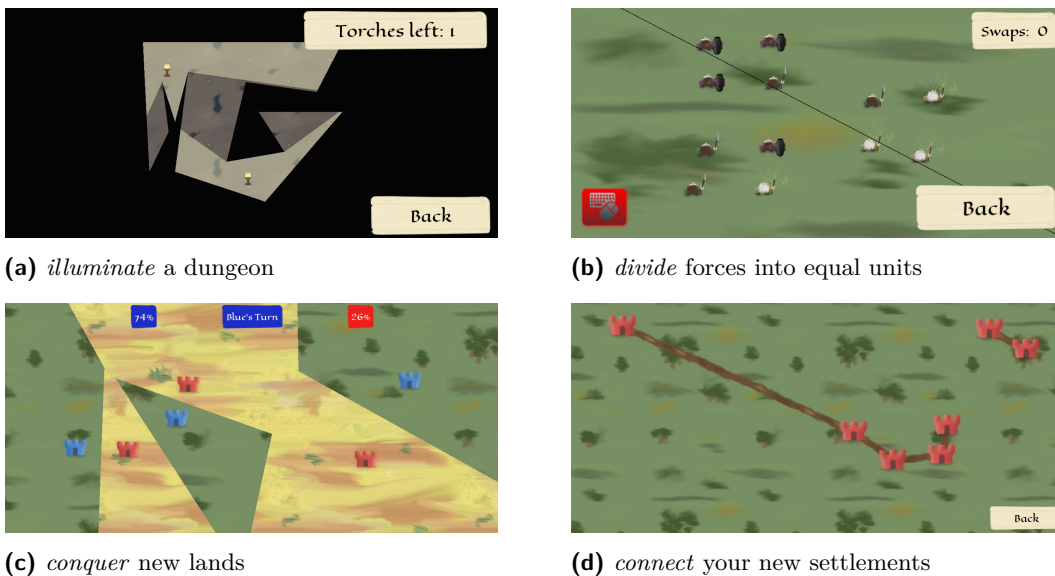 Torches left: 1
Back
(a) illuminate a dungeon
Swaps: 0
Back
(b) divide forces into equal units
74%
Blue's Turn
26%
(c) conquer new lands
Back
(d) connect your new settlements